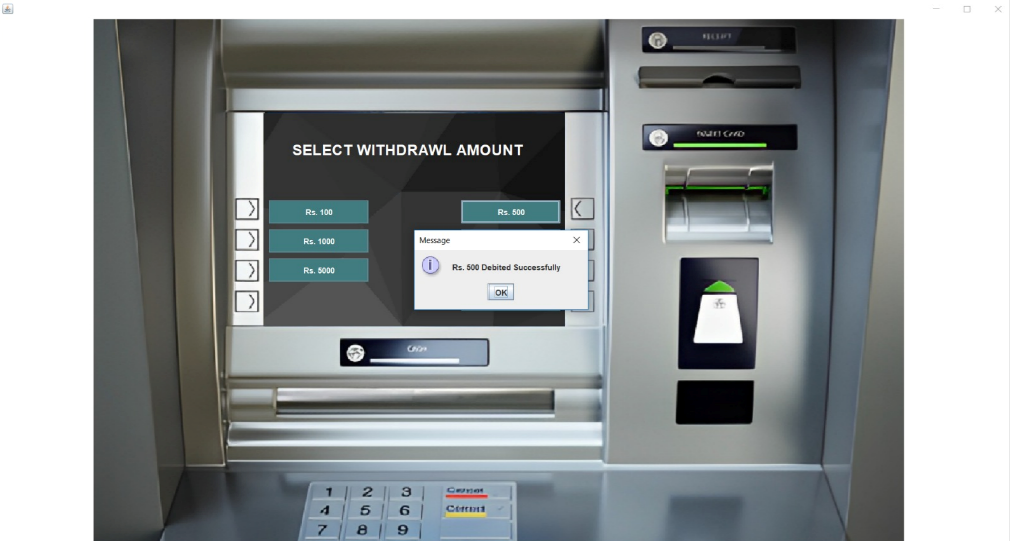 SELECT WITHDRAWL AMOUNT
Rs. 100
Rs. 500
Rs. 1000
Rs. 5000
Message
Rs. 500 Debited Successfully
OK
CASH
1 2 3
4 5 6
7 8 9